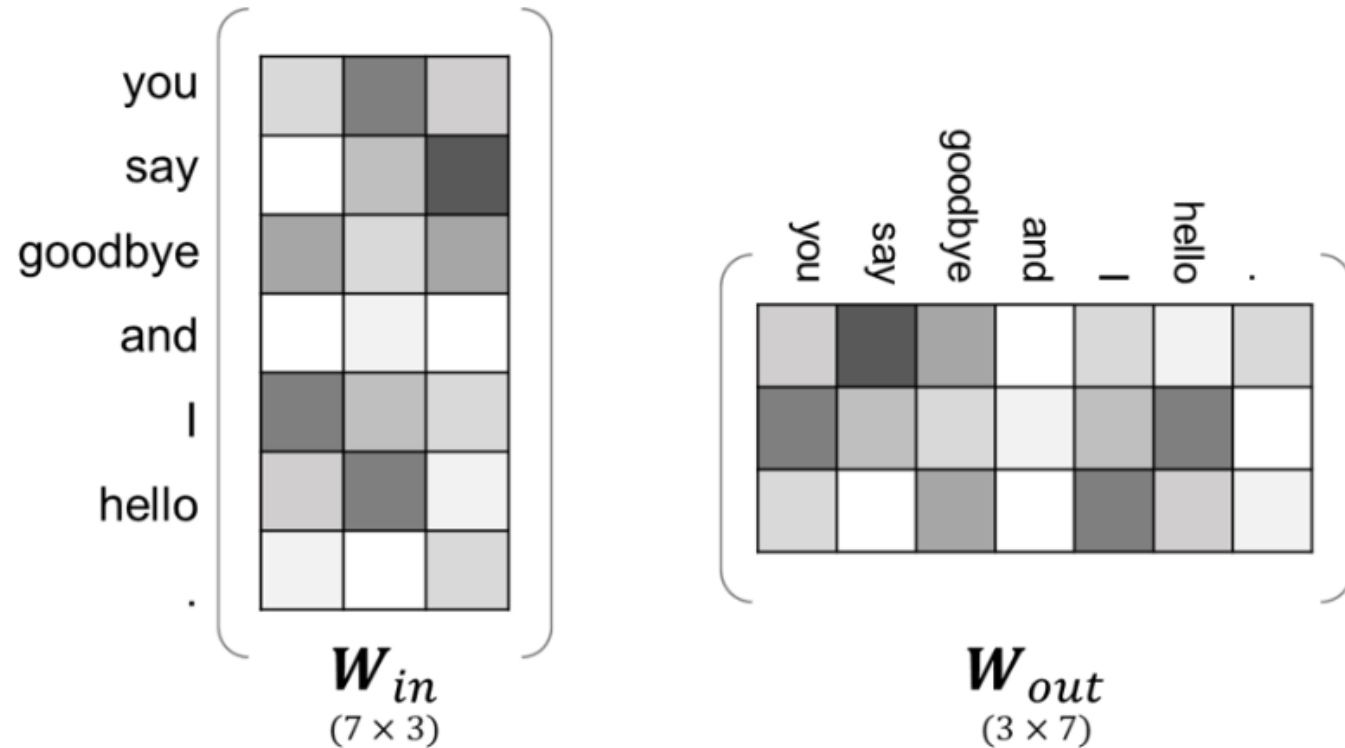 you
say
goodbye
and
I
hello
.
W_in
(7 × 3)
you
say
goodbye
and
I
hello
.
W_out
(3 × 7)